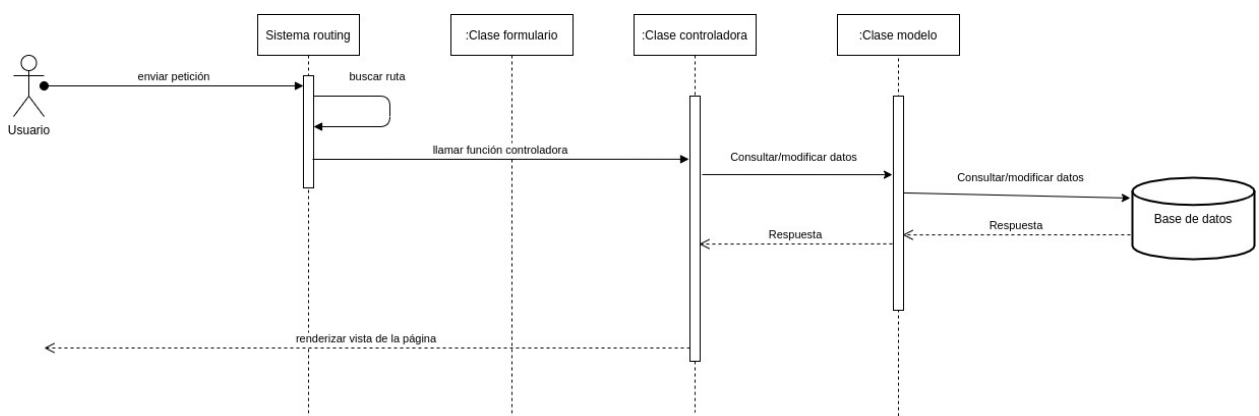 Sistema routing
:Clase formulario
:Clase controladora
:Clase modelo
enviar petición
buscar ruta
Usuario
llamar función controladora
Consultar/modificar datos
Consultar/modificar datos
Base de datos
Respuesta
Respuesta
renderizar vista de la página